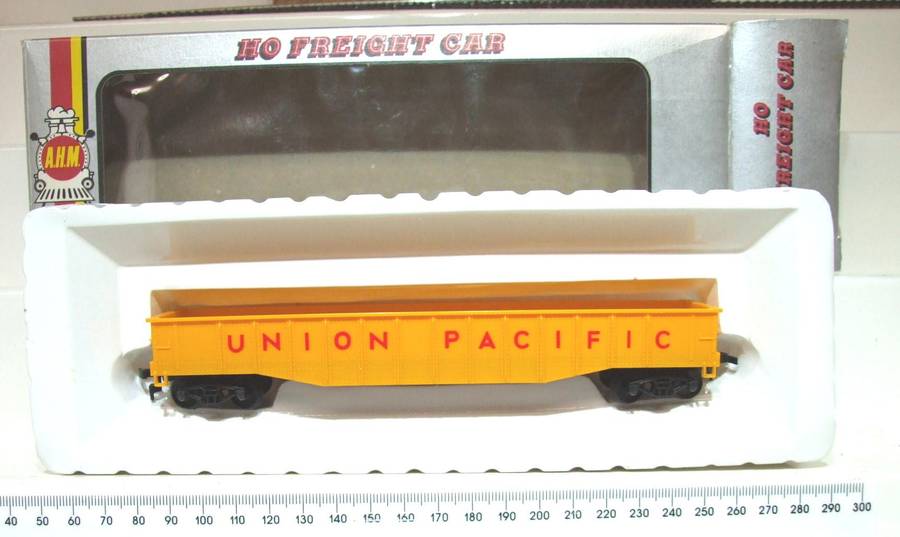 HO FREIGHT CAR
HO
FREIGHT CAR
A.H.M.
UNION PACIFIC
40 50 60 70 80 90 100 110 120 130 140 150 160 170 180 190 200 210 220 230 240 250 260 270 280 290 300